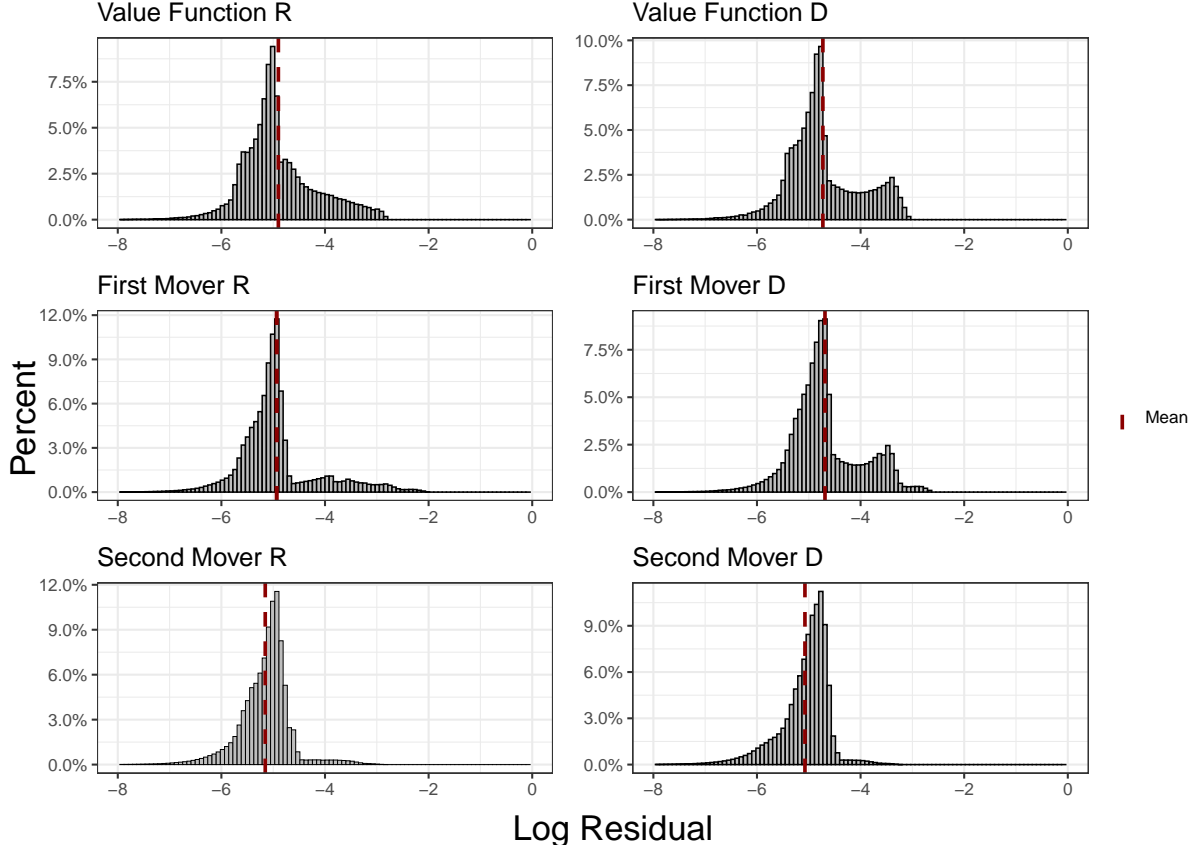 Value Function R
Value Function D
7.5%
5.0%
2.5%
0.0%
−8 −6 −4 −2 0
10.0%
7.5%
5.0%
2.5%
0.0%
−8 −6 −4 −2 0
First Mover R
First Mover D
12.0%
9.0%
6.0%
3.0%
0.0%
−8 −6 −4 −2 0
7.5%
5.0%
2.5%
0.0%
−8 −6 −4 −2 0
Percent
Mean
Second Mover R
Second Mover D
12.0%
9.0%
6.0%
3.0%
0.0%
−8 −6 −4 −2 0
9.0%
6.0%
3.0%
0.0%
−8 −6 −4 −2 0
Log Residual